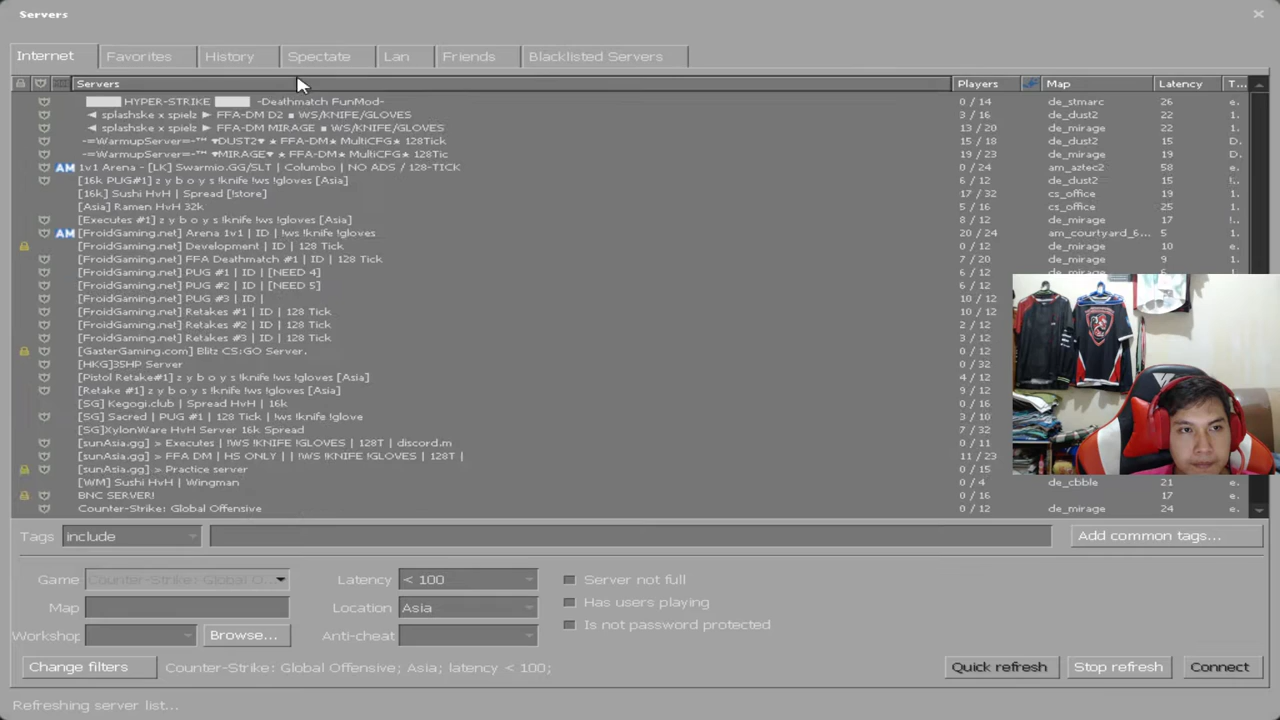 Servers
Internet Favorites History Spectate Lan Friends Blacklisted Servers
Servers Players Map Latency T...
HYPER-STRIKE -Deathmatch FunMod- 0 / 14 de_stmarc 26 e.
◄ splashske x spielz ► FFA-DM D2 ■ WS/KNIFE/GLOVES 3 / 16 de_dust2 22 e.
◄ splashske x spielz ► FFA-DM MIRAGE ■ WS/KNIFE/GLOVES 13 / 20 de_mirage 22 e.
-=WarmupServer=-™ ▼DUST2▼ ★ FFA-DM★ MultiCFG★ 128Tick 15 / 18 de_dust2 15 D.
-=WarmupServer=-™ ▼MIRAGE▼ ★ FFA-DM★ MultiCFG★ 128Tic 19 / 23 de_mirage 19 D.
AM 1v1 Arena - [LK] Swarmio.GG/SLT | Columbo | NO ADS / 128-TICK 0 / 24 am_aztec2 58 e.
[16k PUG#1] z y b o y s !knife !ws !gloves [Asia] 6 / 12 de_dust2 15 !.
[16k] Sushi HvH | Spread [!store] 17 / 32 cs_office 19 e.
[Asia] Ramen HvH 32k 5 / 16 cs_office 25 e.
[Executes #1] z y b o y s !knife !ws !gloves [Asia] 8 / 12 de_mirage 17 !.
AM [FroidGaming.net] Arena 1v1 | ID | !ws !knife !gloves 20 / 24 am_courtyard_6... 5 1.
[FroidGaming.net] Development | ID | 128 Tick 0 / 12 de_mirage 10 e.
[FroidGaming.net] FFA Deathmatch #1 | ID | 128 Tick 7 / 20 de_mirage 9 1.
[FroidGaming.net] PUG #1 | ID | [NEED 4] 6 / 12 de_mirage
[FroidGaming.net] PUG #2 | ID | [NEED 5] 5 / 12
[FroidGaming.net] PUG #3 | ID | 10 / 12
[FroidGaming.net] Retakes #1 | ID | 128 Tick 10 / 12
[FroidGaming.net] Retakes #2 | ID | 128 Tick 2 / 12
[FroidGaming.net] Retakes #3 | ID | 128 Tick 3 / 12
[GasterGaming.com] Blitz CS:GO Server. 0 / 12
[HKG]35HP Server 0 / 32
[Pistol Retake#1] z y b o y s !knife !ws !gloves [Asia] 4 / 12
[Retake #1] z y b o y s !knife !ws !gloves [Asia] 9 / 12
[SG] Kegogi.club | Spread HvH | 16k 0 / 16
[SG] Sacred | PUG #1 | 128 Tick | !ws !knife !glove 3 / 10
[SG]XylonWare HvH Server 16k Spread 7 / 32
[sunAsia.gg] > Executes | !WS !KNIFE !GLOVES | 128T | discord.m 0 / 11
[sunAsia.gg] > FFA DM | HS ONLY | | !WS !KNIFE !GLOVES | 128T | 11 / 23
[sunAsia.gg] > Practice server 0 / 15
[WM] Sushi HvH | Wingman 0 / 4 de_cbble 21 e.
BNC SERVER! 0 / 16 17 e.
Counter-Strike: Global Offensive 0 / 12 de_mirage 24 e.
Tags include Add common tags...
Game Counter-Strike: Global O... Latency < 100 Server not full
Map Location Asia Has users playing
Workshop Browse... Anti-cheat Is not password protected
Change filters Counter-Strike: Global Offensive; Asia; latency < 100; Quick refresh Stop refresh Connect
Refreshing server list...